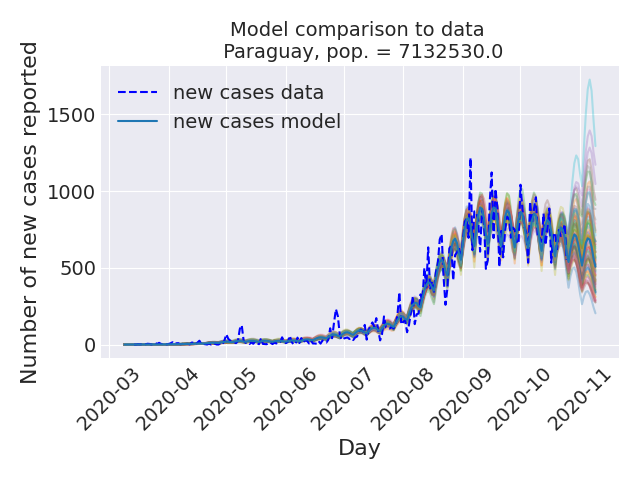 Model comparison to data
Paraguay, pop. = 7132530.0
Number of new cases reported
new cases data
new cases model
1500
1000
500
0
2020-03
2020-04
2020-05
2020-06
2020-07
2020-08
2020-09
2020-10
2020-11
Day